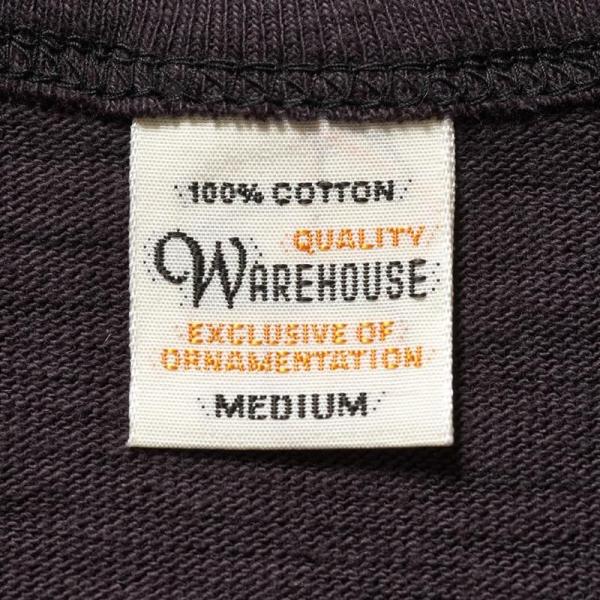 100% COTTON
QUALITY
WAREHOUSE
EXCLUSIVE OF
ORNAMENTATION
MEDIUM